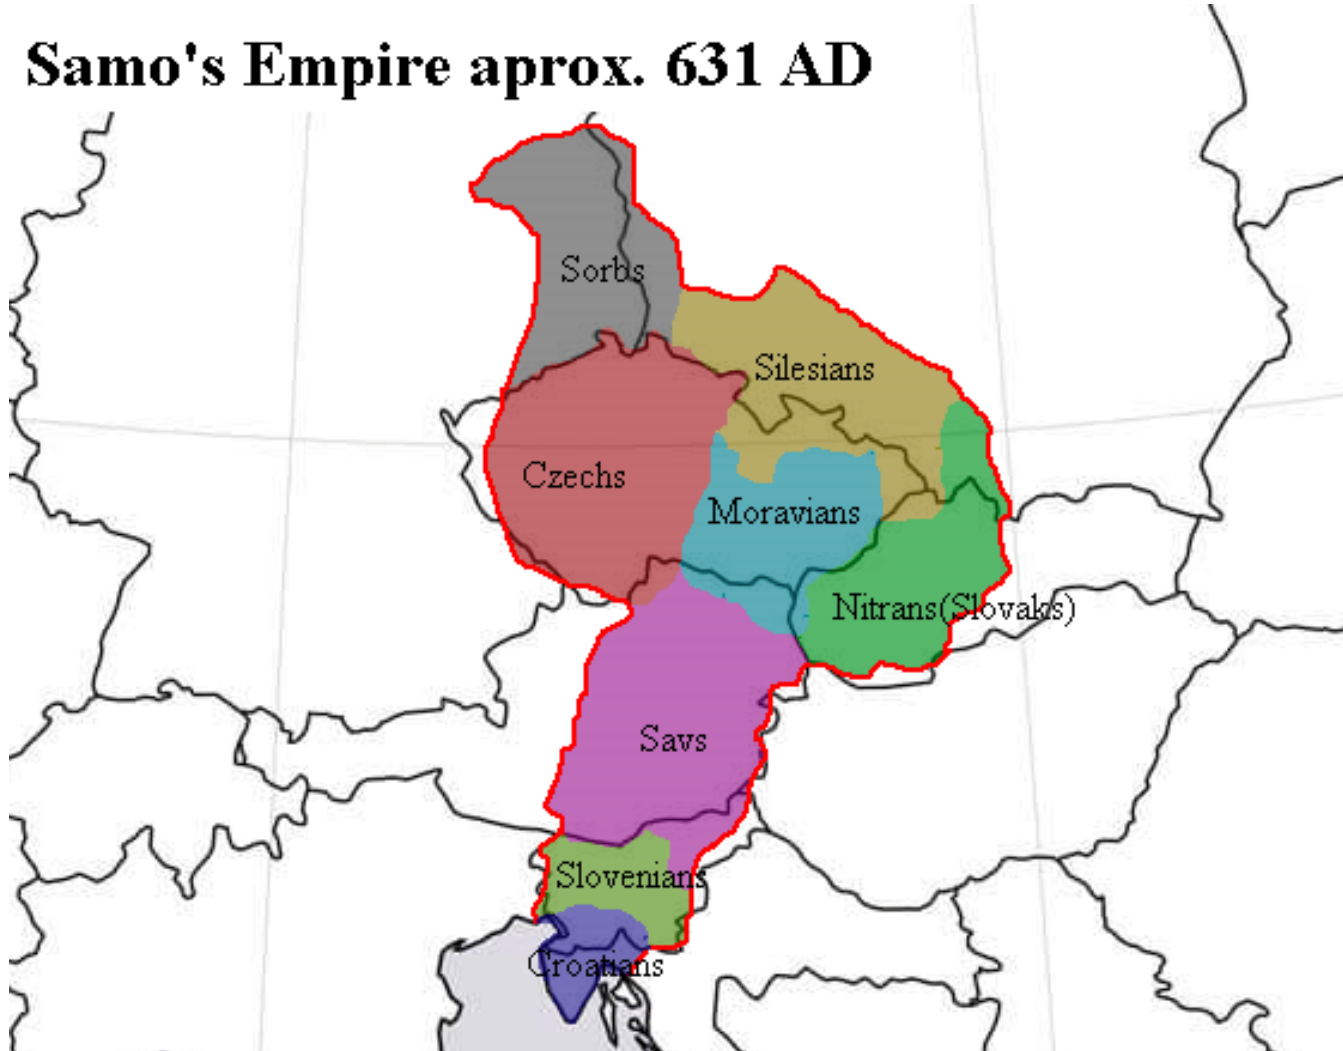 Samo's Empire aprox. 631 AD
Sorbs
Silesians
Czechs
Moravians
Nitrans(Slovaks)
Savs
Slovenians
Croatians